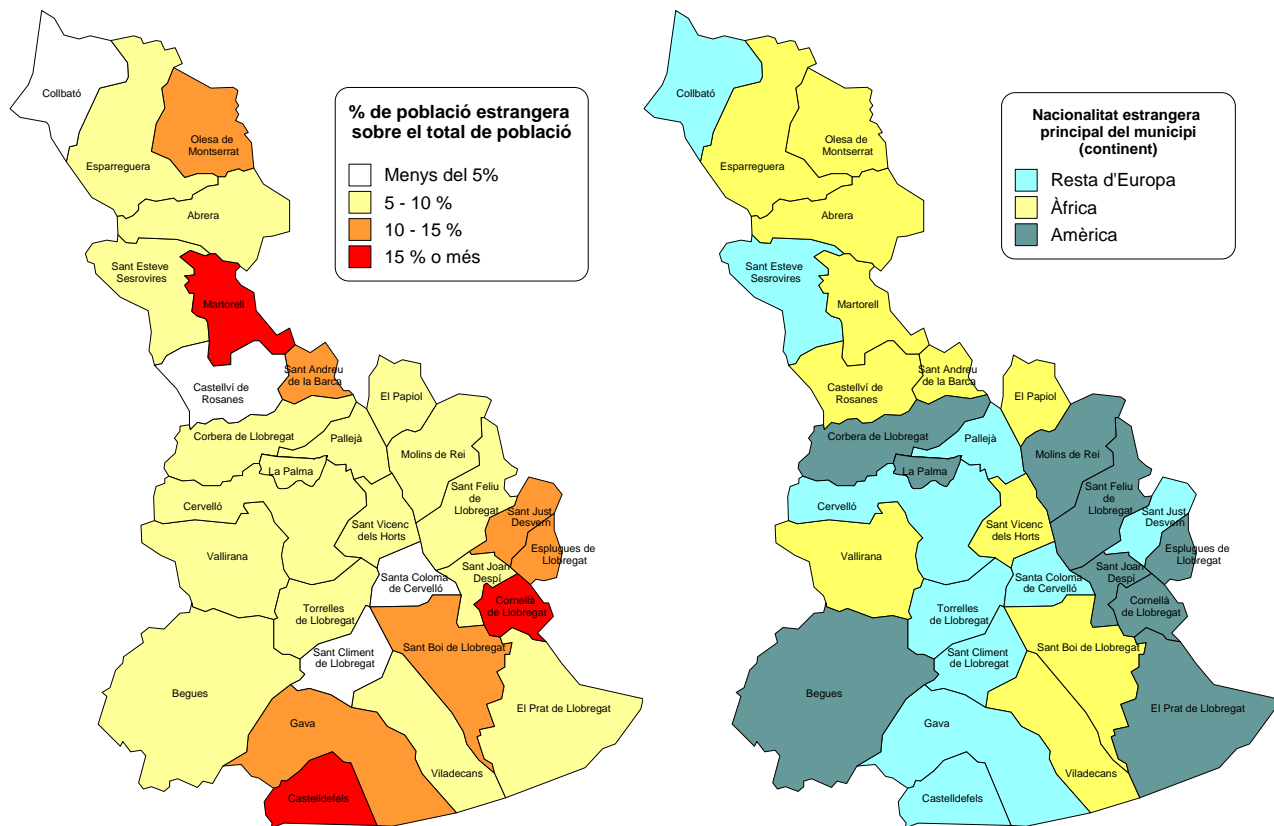 Collbató
Olesa de
Montserrat
Esparreguera
Abrera
Sant Esteve
Sesrovires
Martorell
Sant Andreu
de la Barca
Castellví de
Rosanes
El Papiol
Corbera de Llobregat
Pallejà
Molins de Rei
La Palma
Sant Feliu
de
Llobregat
Cervelló
Sant Just
Desvern
Sant Vicenc
dels Horts
Esplugues de
Llobregat
Vallirana
Sant Joan
Despí
Santa Coloma
de Cervelló
Cornellà
de Llobregat
Torrelles
de Llobregat
Sant Climent
de Llobregat
Sant Boi de Llobregat
Begues
El Prat de Llobregat
Gava
Viladecans
Castelldefels
% de població estrangera
sobre el total de població
Menys del 5%
5 - 10 %
10 - 15 %
15 % o més
Collbató
Olesa de
Montserrat
Esparreguera
Abrera
Sant Esteve
Sesrovires
Martorell
Sant Andreu
de la Barca
Castellví de
Rosanes
El Papiol
Corbera de Llobregat
Pallejà
Molins de Rei
La Palma
Sant Feliu
de
Llobregat
Cervelló
Sant Just
Desvern
Sant Vicenc
dels Horts
Esplugues de
Llobregat
Vallirana
Sant Joan
Despí
Santa Coloma
de Cervelló
Cornellà
de Llobregat
Torrelles
de Llobregat
Sant Climent
de Llobregat
Sant Boi de Llobregat
Begues
El Prat de Llobregat
Gava
Viladecans
Castelldefels
Nacionalitat estrangera
principal del municipi
(continent)
Resta d'Europa
Àfrica
Amèrica